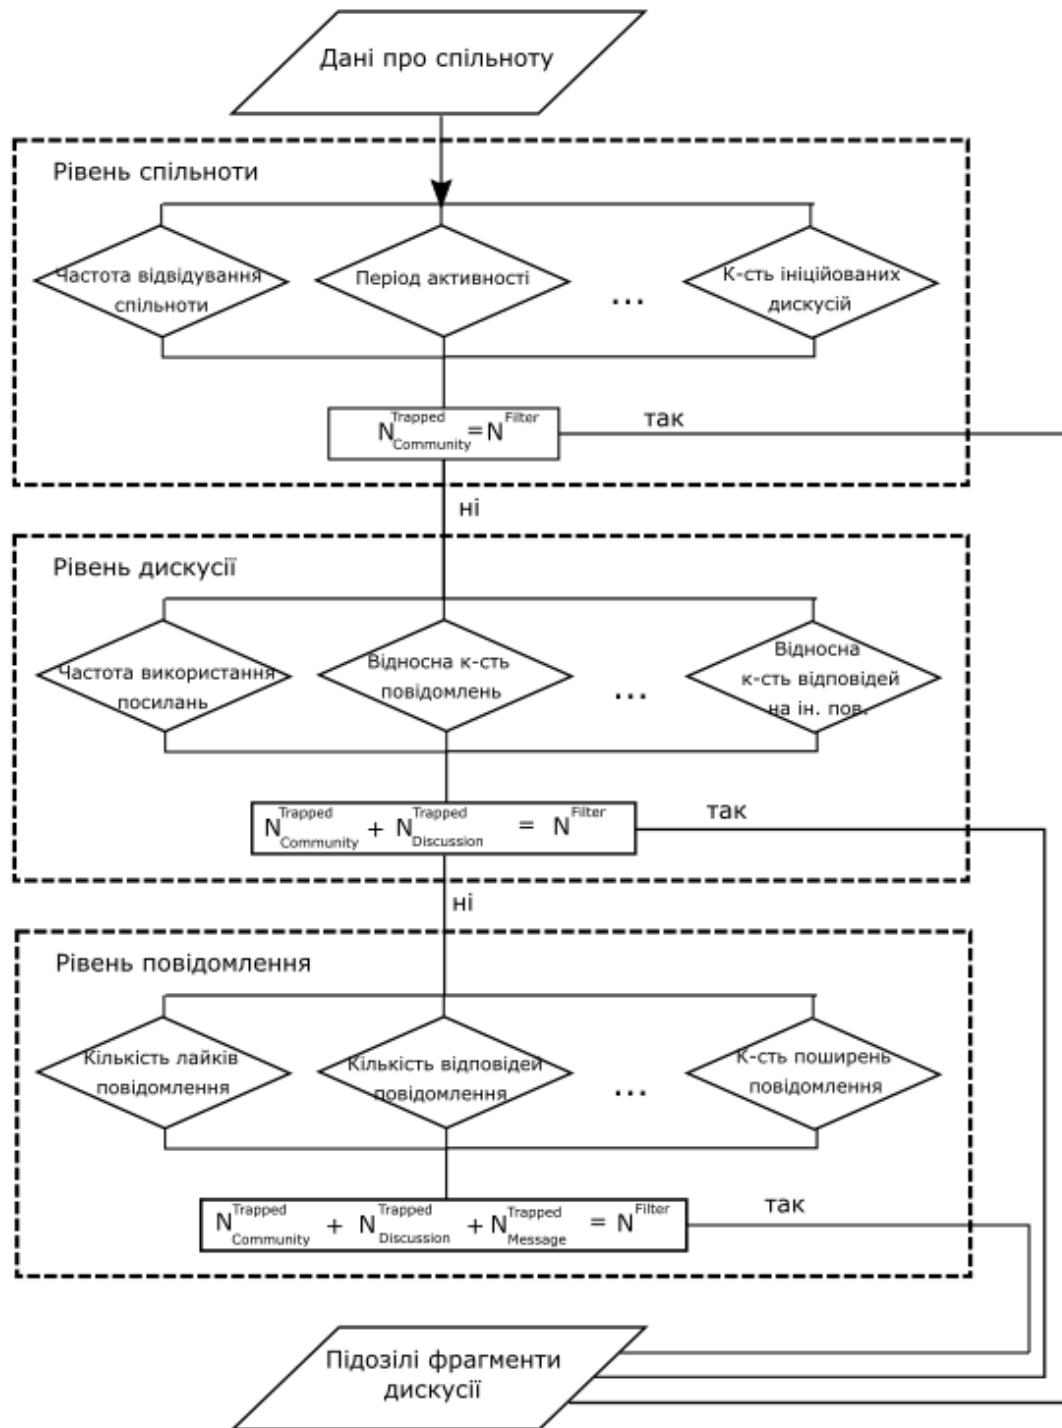 Дані про спільноту
Рівень спільноти
Частота відвідування
спільноти
Період активності
...
К-сть ініційованих
дискусій
N Trapped Community = N Filter
так
ні
Рівень дискусії
Частота використання
посилань
Відносна к-сть
повідомлень
...
Відносна
к-сть відповідей
на ін. пов.
N Trapped Community + N Trapped Discussion = N Filter
так
ні
Рівень повідомлення
Кількість лайків
повідомлення
Кількість відповідей
повідомлення
...
К-сть поширень
повідомлення
N Trapped Community + N Trapped Discussion + N Trapped Message = N Filter
так
Підозілі фрагменти
дискусії